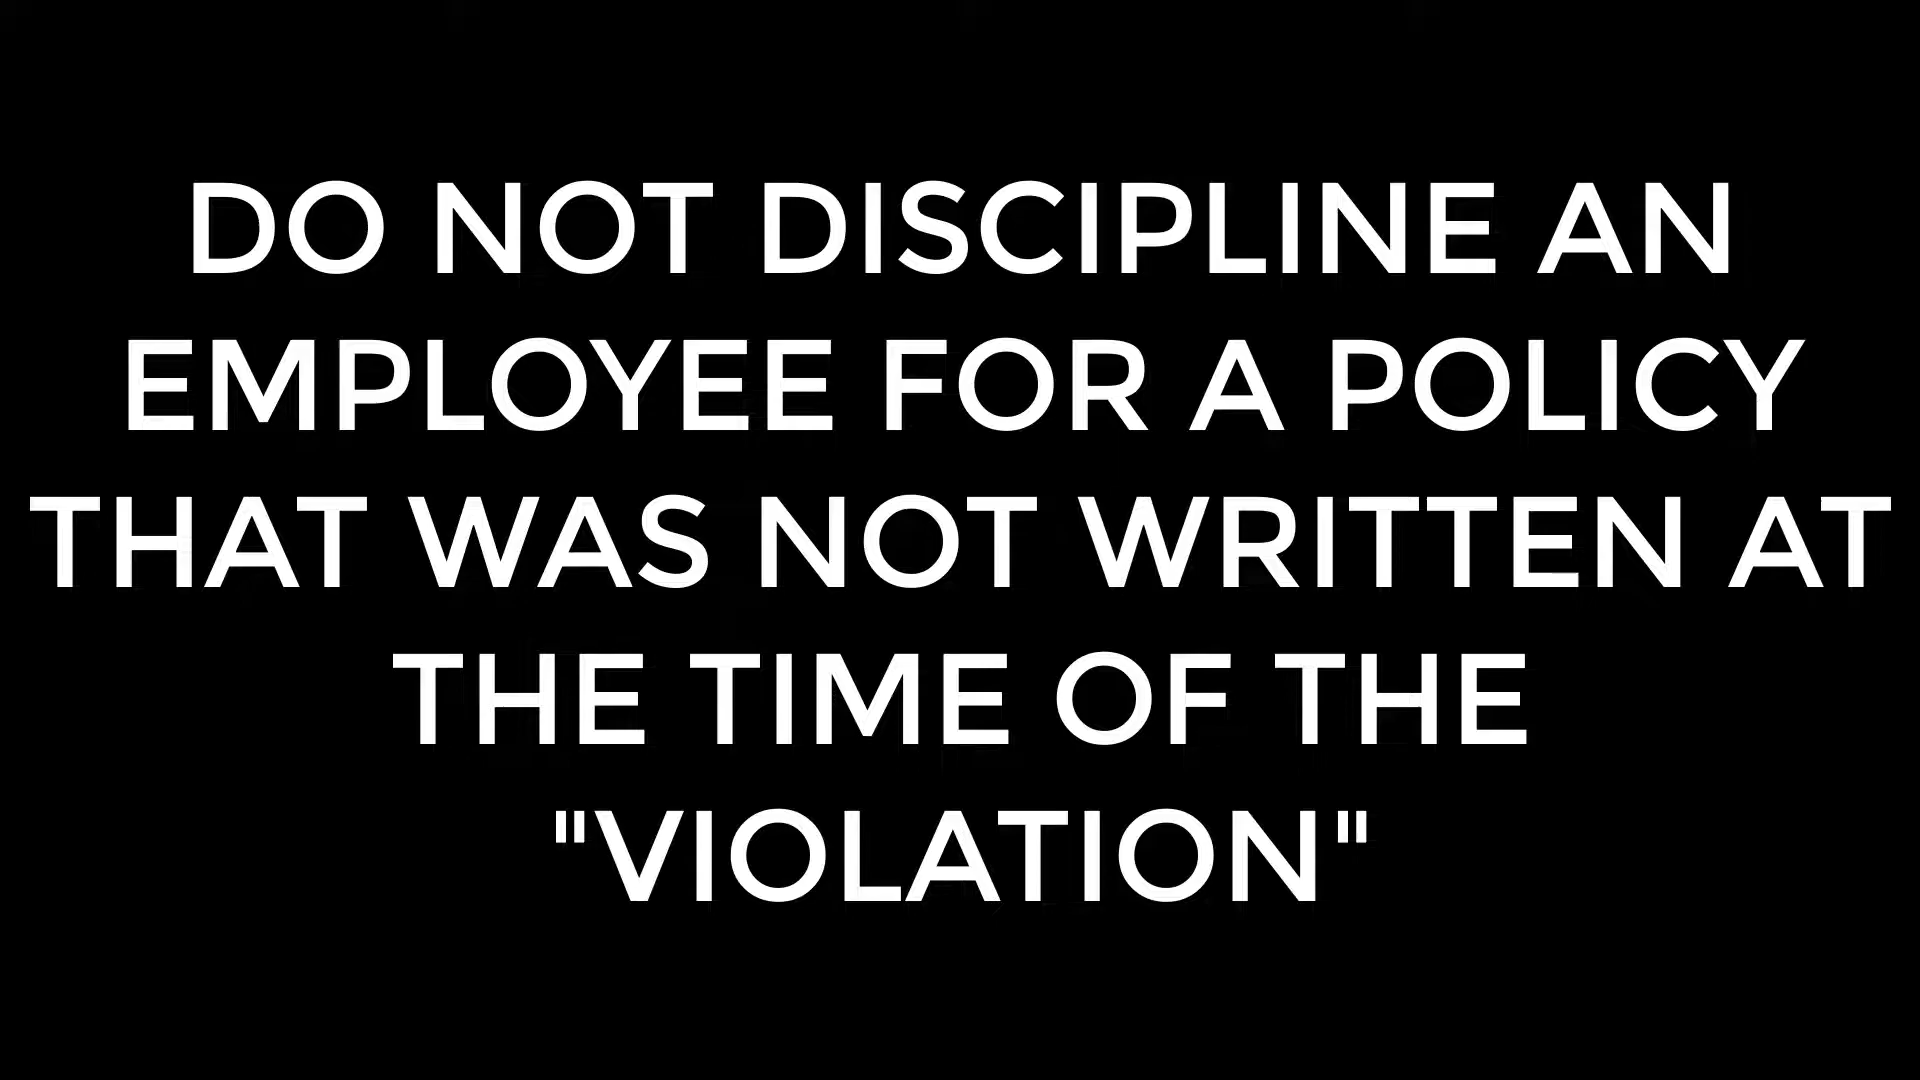 DO NOT DISCIPLINE AN
EMPLOYEE FOR A POLICY
THAT WAS NOT WRITTEN AT
THE TIME OF THE
"VIOLATION"